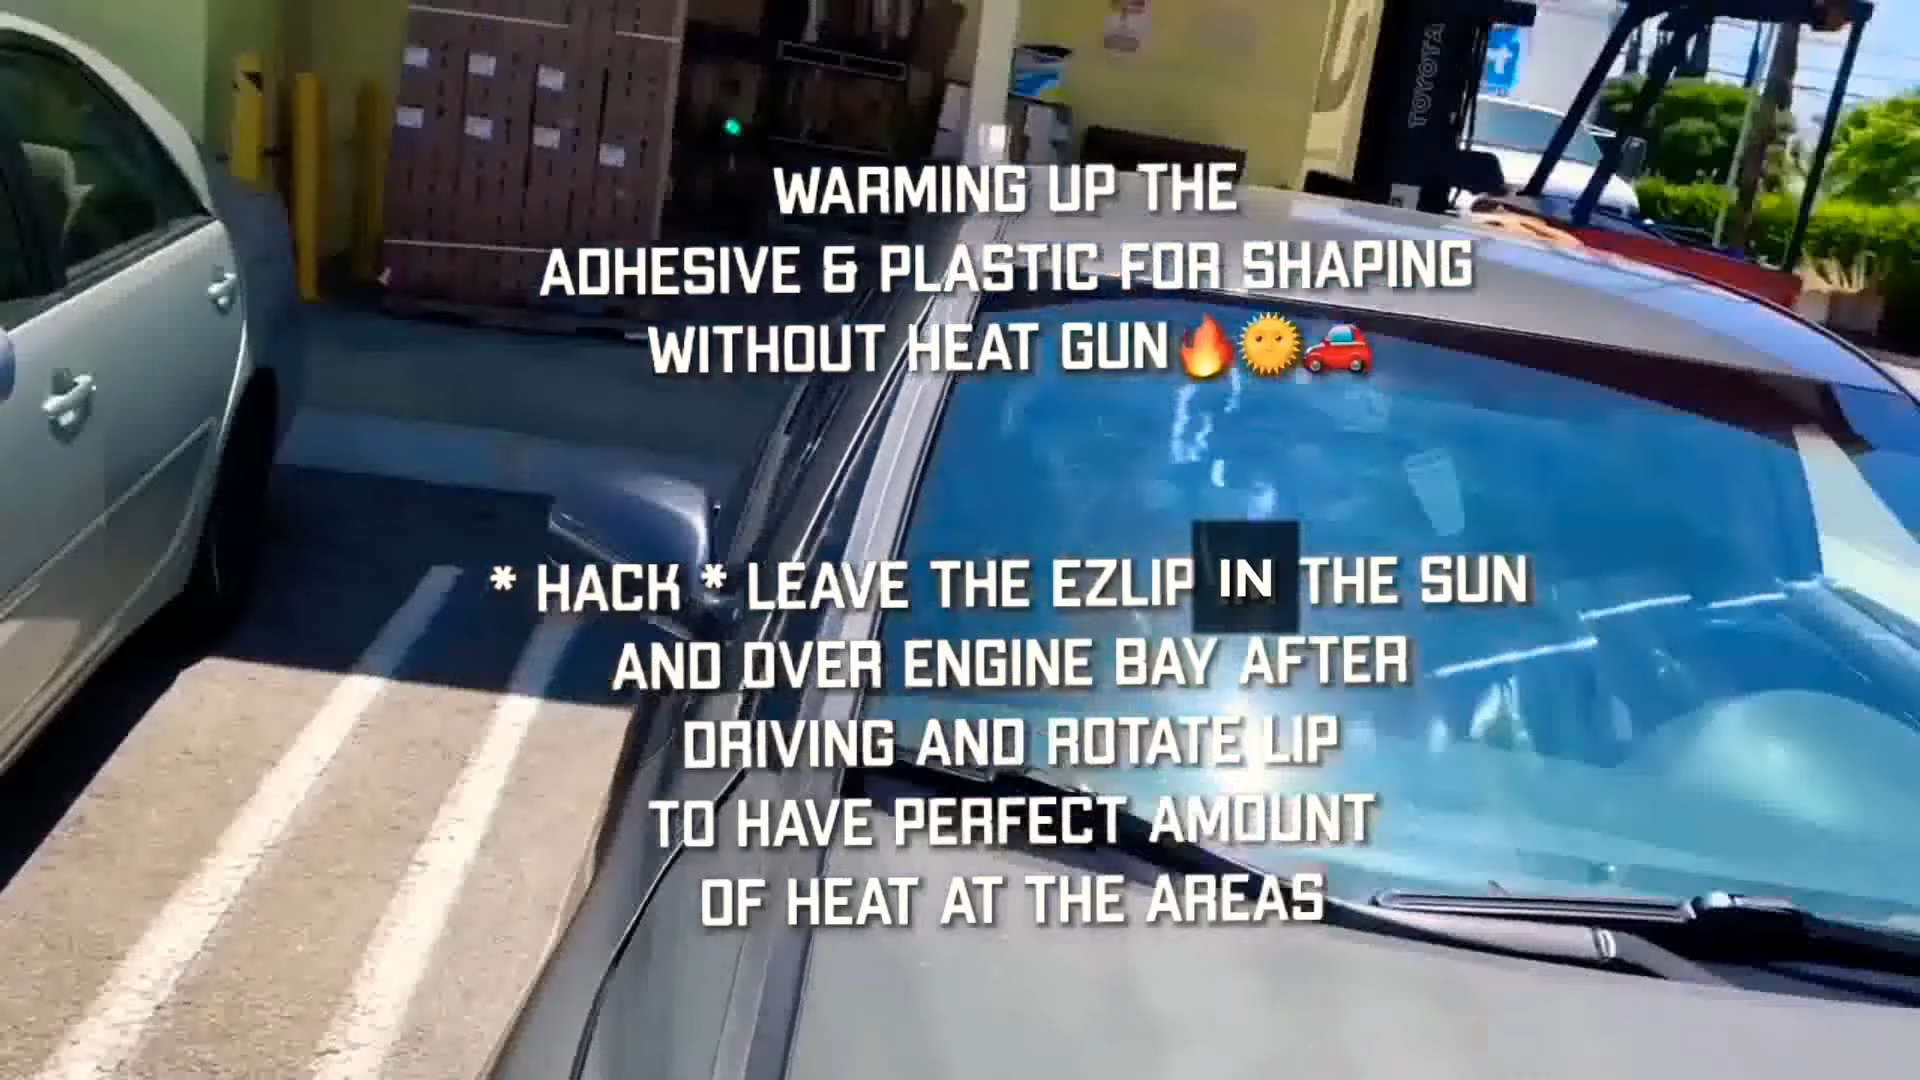 TOYOTA
WARMING UP THE
ADHESIVE & PLASTIC FOR SHAPING
WITHOUT HEAT GUN🔥🌞🚗
* HACK * LEAVE THE EZLIP IN THE SUN
AND OVER ENGINE BAY AFTER
DRIVING AND ROTATE LIP
TO HAVE PERFECT AMOUNT
OF HEAT AT THE AREAS